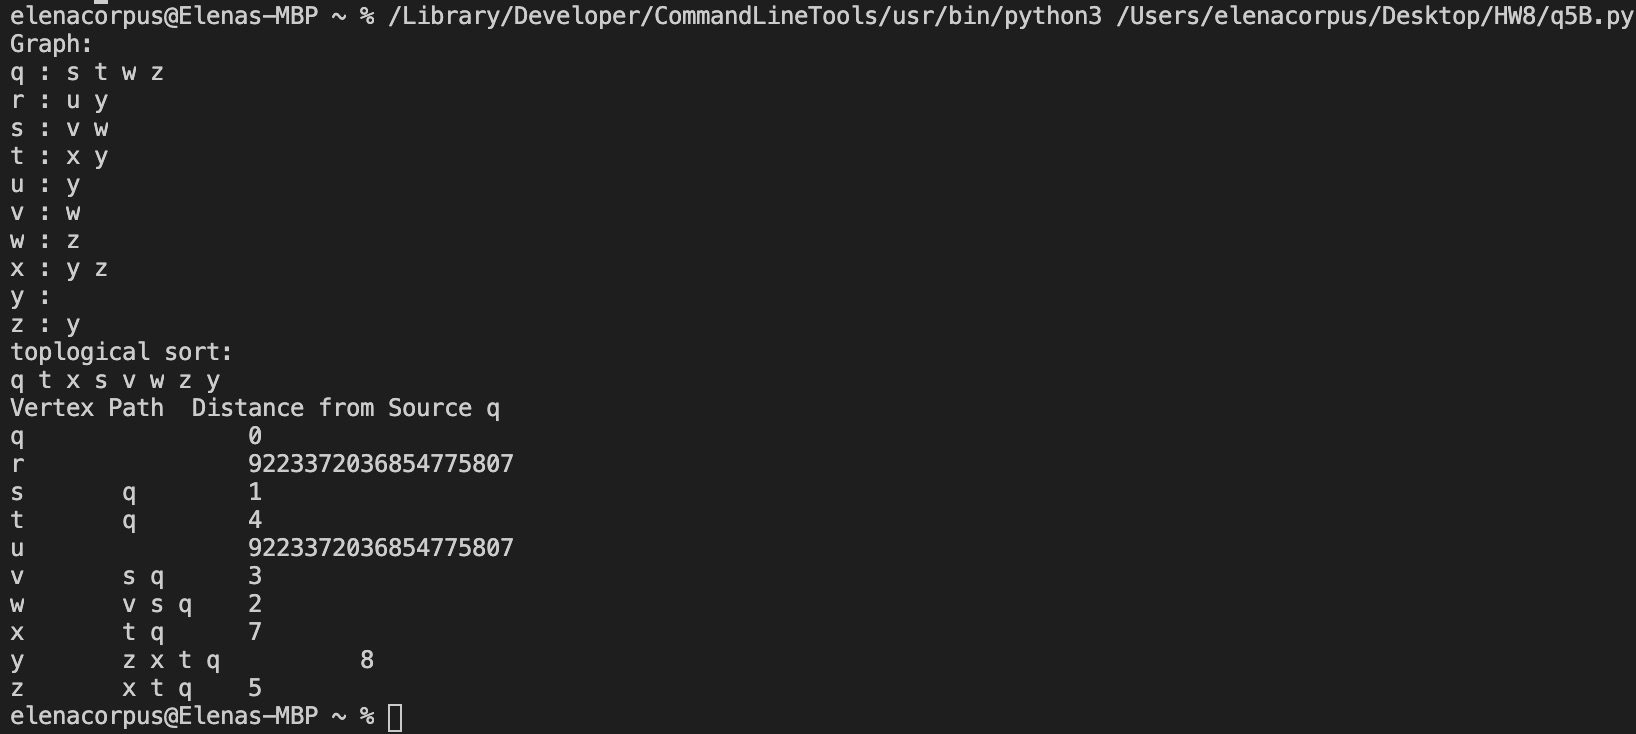 elenacorpus@Elenas-MBP ~ % /Library/Developer/CommandLineTools/usr/bin/python3 /Users/elenacorpus/Desktop/HW8/q5B.py
Graph:
q : s t w z
r : u y
s : v w
t : x y
u : y
v : w
w : z
x : y z
y :
z : y
toplogical sort:
q t x s v w z y
Vertex Path  Distance from Source q
q                0
r                9223372036854775807
s       q        1
t       q        4
u                9223372036854775807
v       s q      3
w       v s q    2
x       t q      7
y       z x t q          8
z       x t q    5
elenacorpus@Elenas-MBP ~ %